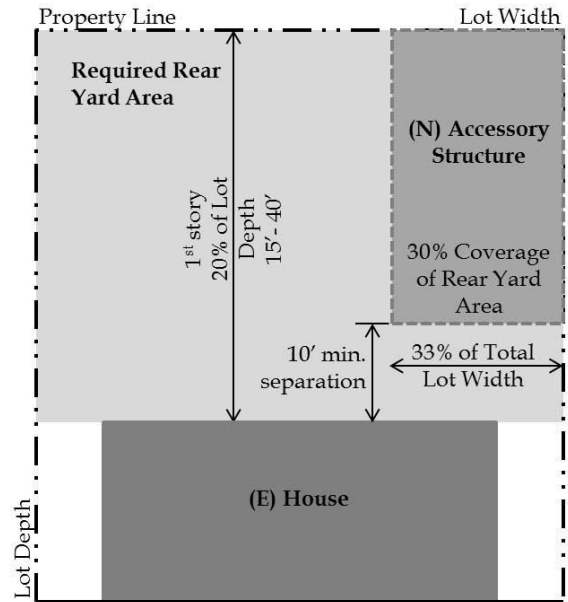 Property Line
Lot Width
Required Rear
Yard Area
(N) Accessory
Structure
1st story
20% of Lot
Depth
15'- 40'
30% Coverage
of Rear Yard
Area
10' min.
separation
33% of Total
Lot Width
(E) House
Lot Depth